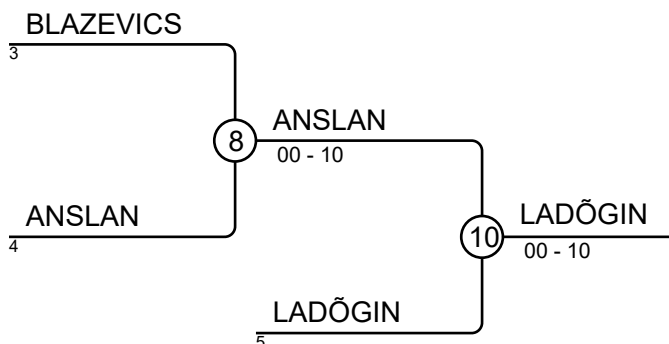 BLAZEVICS
3
8
ANSLAN
00 - 10
ANSLAN
4
10
LADÕGIN
00 - 10
LADÕGIN
5